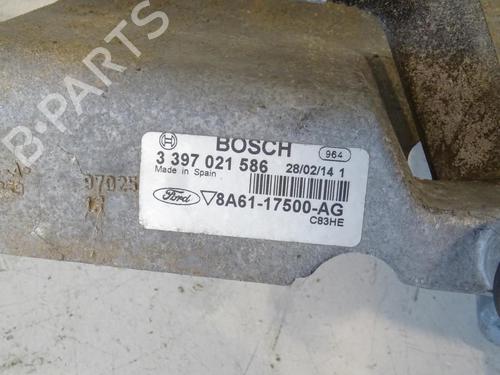 B-PARTS
BOSCH
964
3 397 021 586
28/02/14 1
Made in Spain
Ford
8A61-17500-AG
C83HE
07025